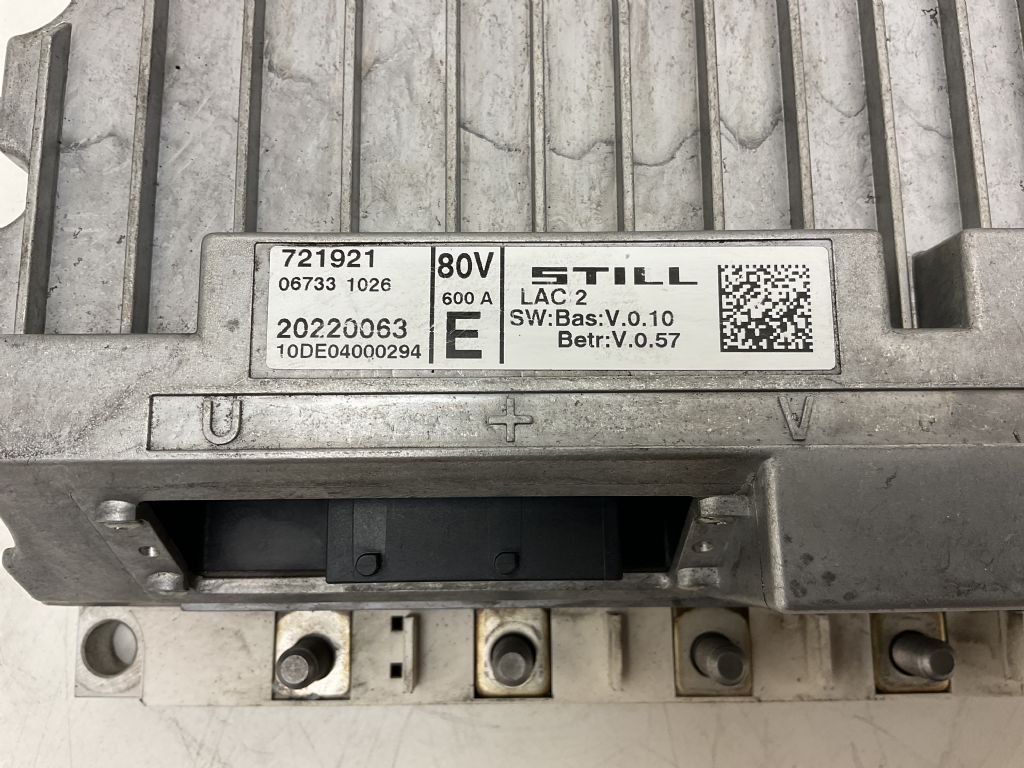 721921
06733 1026
20220063
10DE04000294
80V
600 A
E
STILL
LAC 2
SW:Bas:V.0.10
Betr:V.0.57
U + V